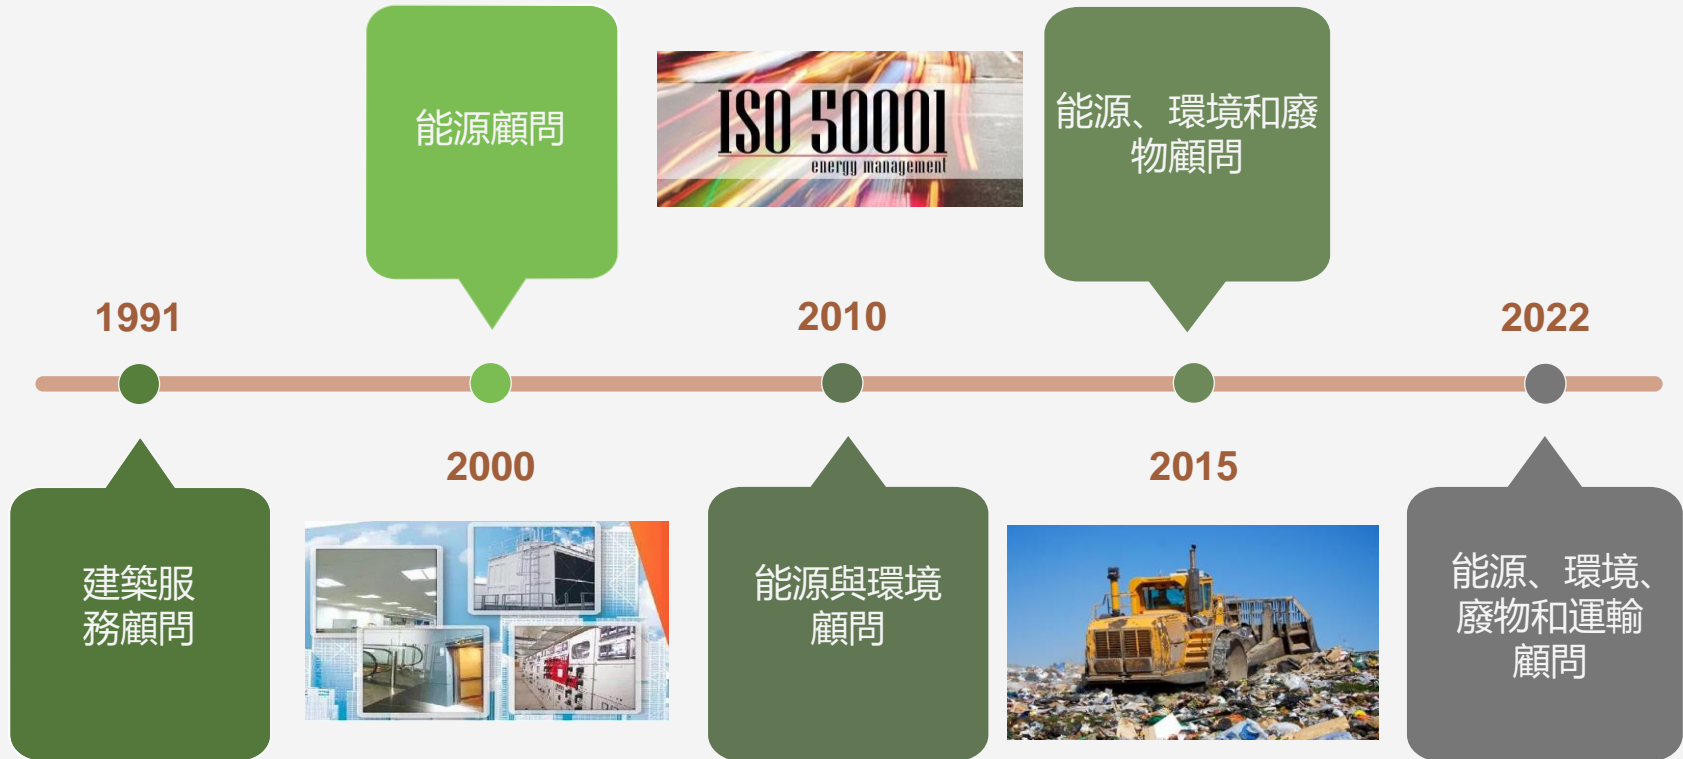 能源顧問
ISO 50001
energy management
能源、環境和廢
物顧問
1991
2010
2022
2000
2015
建築服
務顧問
能源與環境
顧問
能源、環境、
廢物和運輸
顧問